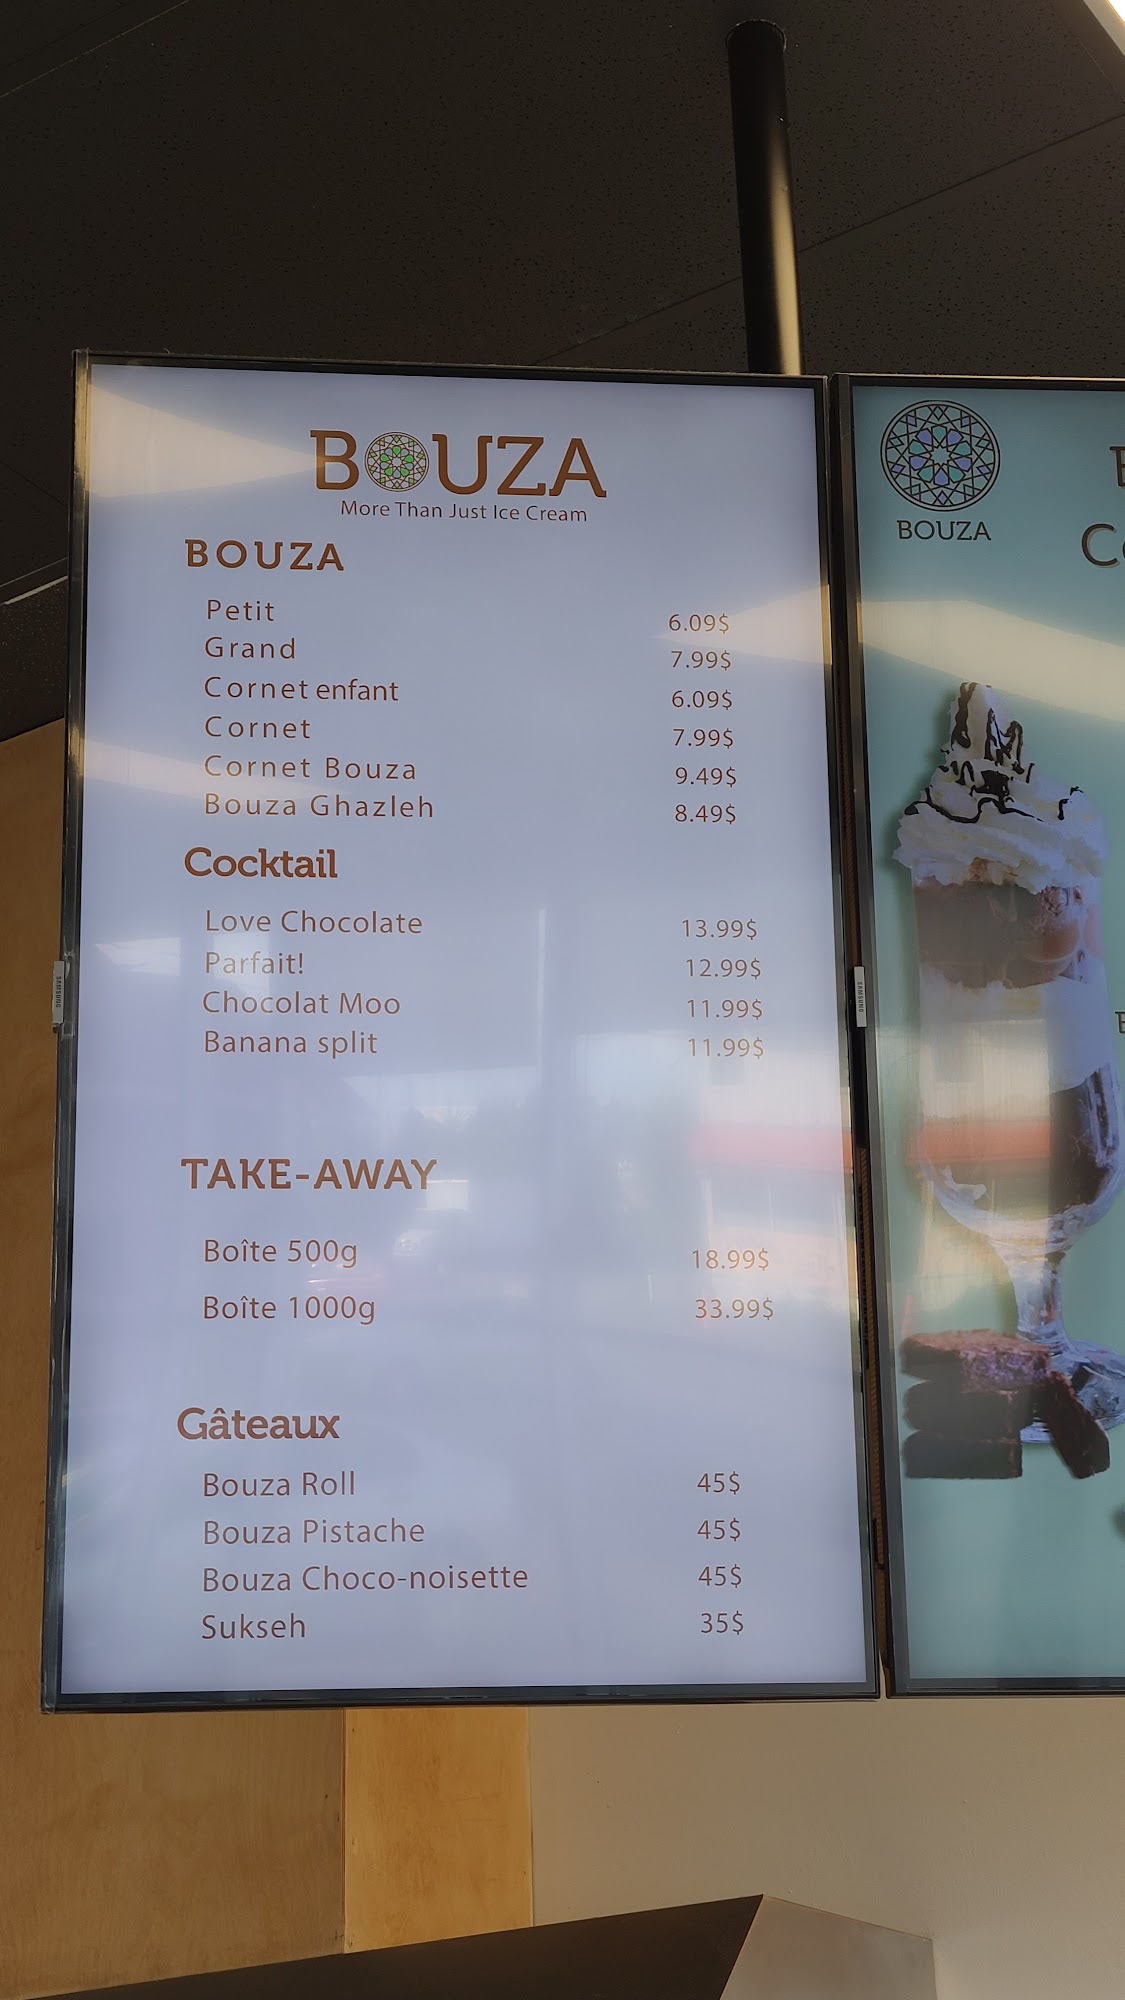 BOUZA
More Than Just Ice Cream
BOUZA
Petit 6.09$
Grand 7.99$
Cornet enfant 6.09$
Cornet 7.99$
Cornet Bouza 9.49$
Bouza Ghazleh 8.49$
Cocktail
Love Chocolate 13.99$
Parfait! 12.99$
Chocolat Moo 11.99$
Banana split 11.99$
TAKE-AWAY
Boîte 500g 18.99$
Boîte 1000g 33.99$
Gâteaux
Bouza Roll 45$
Bouza Pistache 45$
Bouza Choco-noisette 45$
Sukseh 35$
SAMSUNG
SAMSUNG
BOUZA